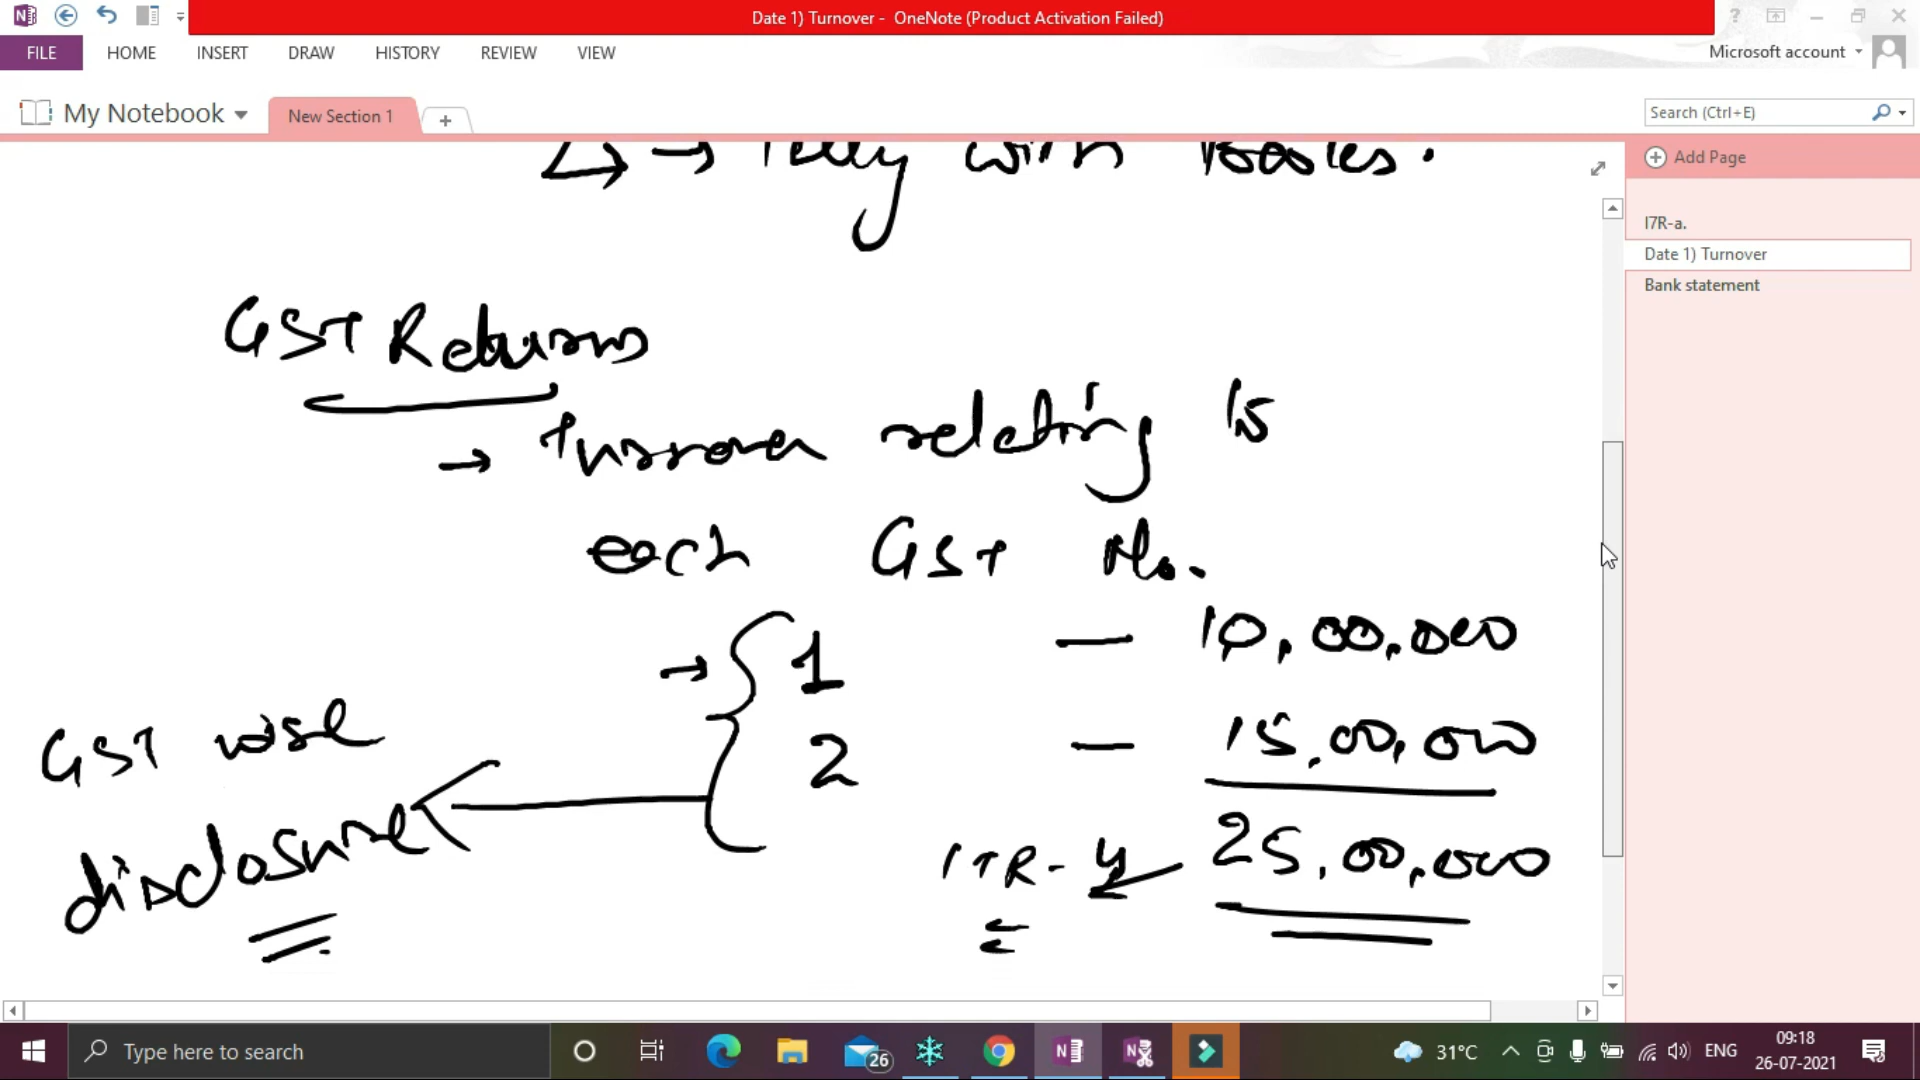 Date 1) Turnover - OneNote (Product Activation Failed)
FILE HOME INSERT DRAW HISTORY REVIEW VIEW
Microsoft account
My Notebook
New Section 1
+
Search (Ctrl+E)
Add Page
I7R-a.
Date 1) Turnover
Bank statement
→ Tally with Books.
GST Returns
→ Turnover relating to
each GST No.
→ 1 — 10,00,000
2 — 15,00,000
GST wise
disclosure
ITR-4 25,00,000
Type here to search
26
31°C
ENG
09:18
26-07-2021